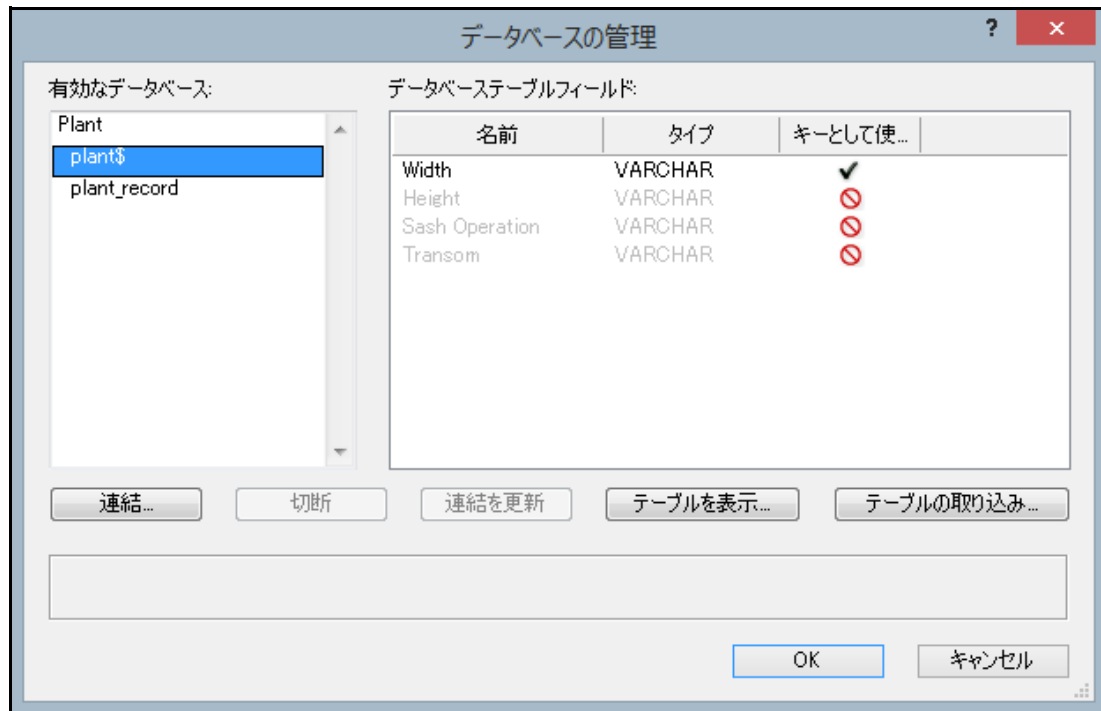 データベースの管理
?
有効なデータベース:
データベーステーブルフィールド:
Plant
plant$
plant_record
名前 タイプ キーとして使...
Width VARCHAR
Height VARCHAR
Sash Operation VARCHAR
Transom VARCHAR
連結... 切断 連結を更新 テーブルを表示... テーブルの取り込み...
OK キャンセル